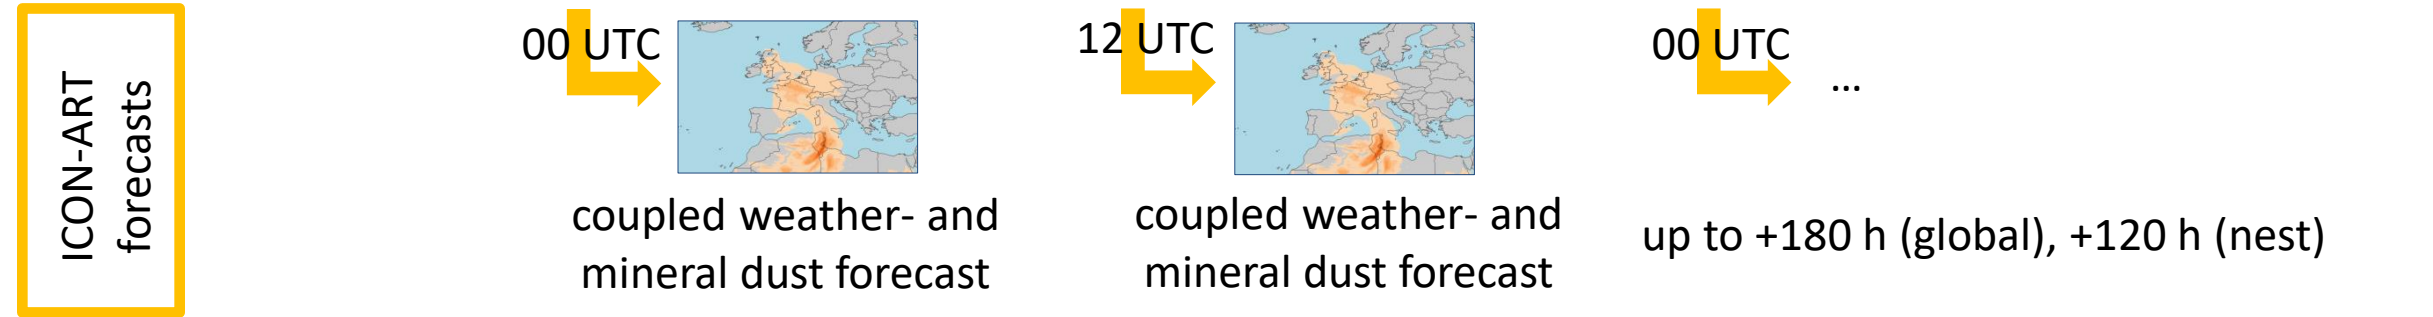 ICON-ART
forecasts
00 UTC
coupled weather- and
mineral dust forecast
12 UTC
coupled weather- and
mineral dust forecast
00 UTC
...
up to +180 h (global), +120 h (nest)